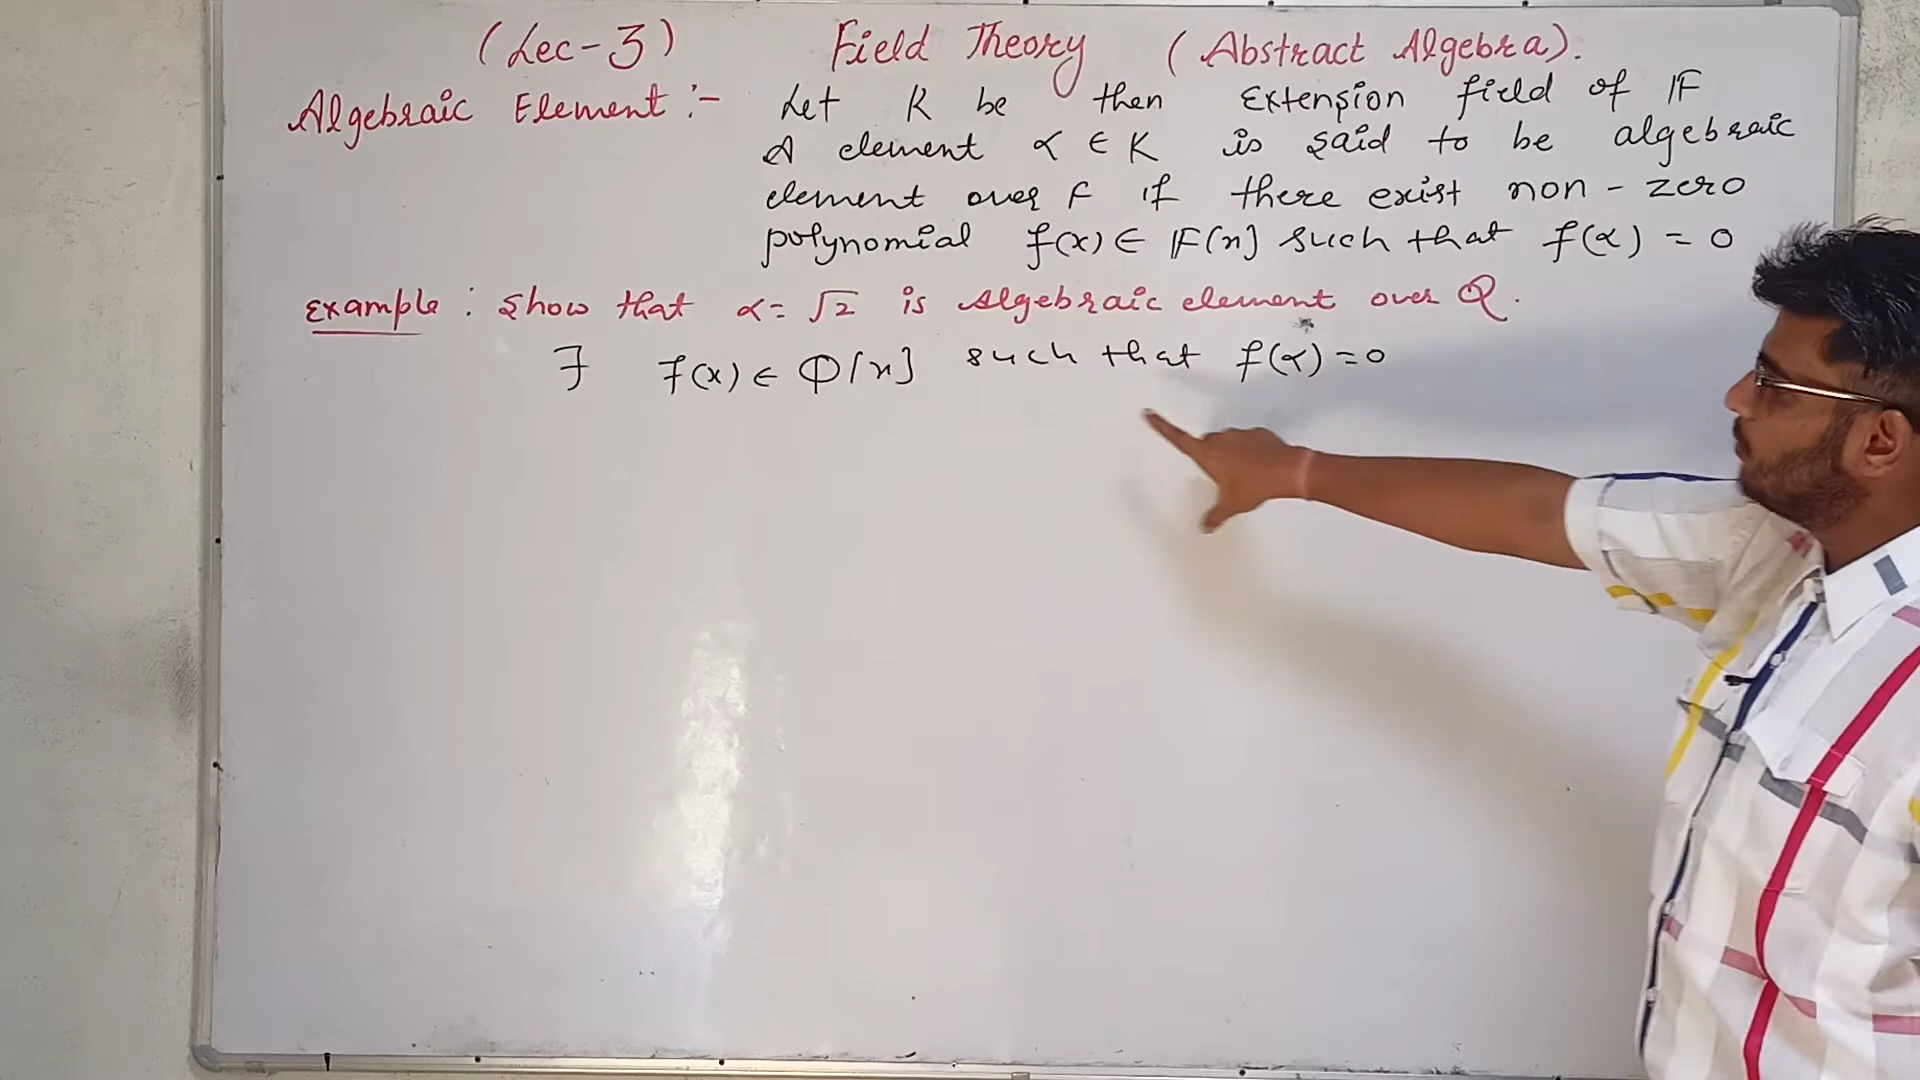 (Lec-3) Field Theory (Abstract Algebra).
Algebraic Element :- Let K be then Extension field of F
A element α ∈ K is said to be algebraic
element over F if there exist non-zero
polynomial f(x) ∈ F[x] such that f(α) = 0
Example : Show that α = √2 is Algebraic element over Q.
∃ f(x) ∈ Q[x] such that f(α) = 0